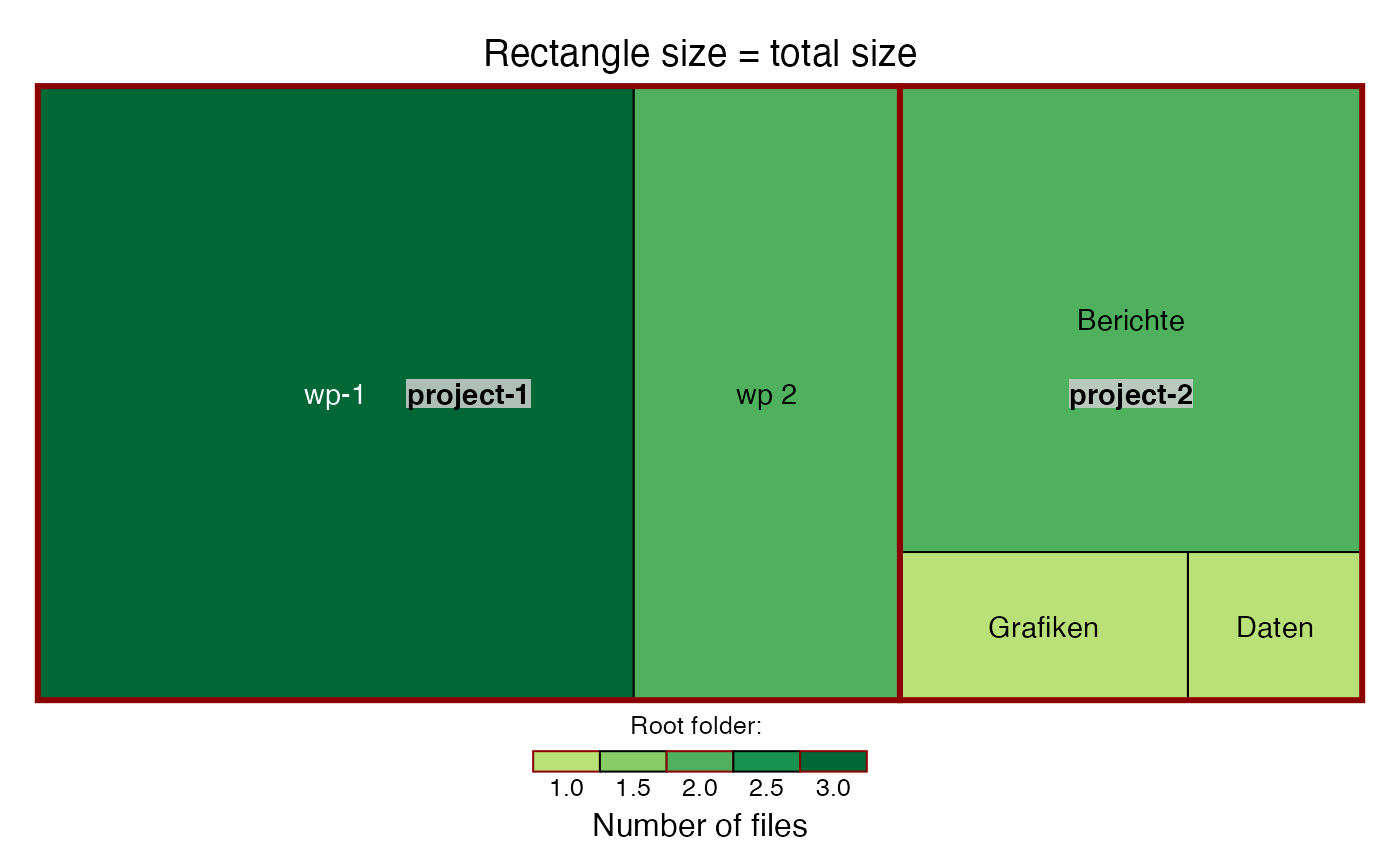 Rectangle size = total size
Berichte
wp-1
project-1
wp 2
project-2
Grafiken
Daten
Root folder:
1.0 1.5 2.0 2.5 3.0
Number of files